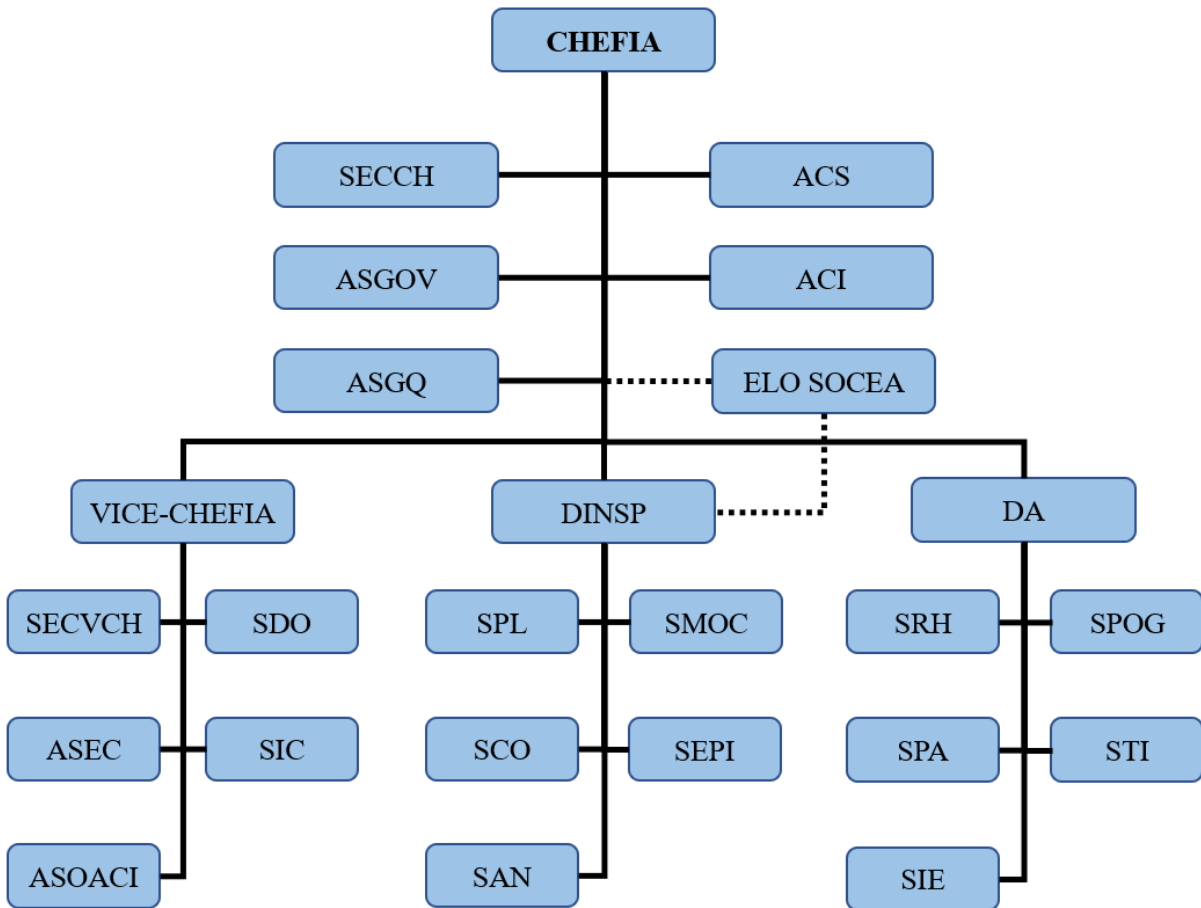 CHEFIA
SECCH
ACS
ASGOV
ACI
ASGQ
ELO SOCEA
VICE-CHEFIA
DINSP
DA
SECVCH
SDO
SPL
SMOC
SRH
SPOG
ASEC
SIC
SCO
SEPI
SPA
STI
ASOACI
SAN
SIE